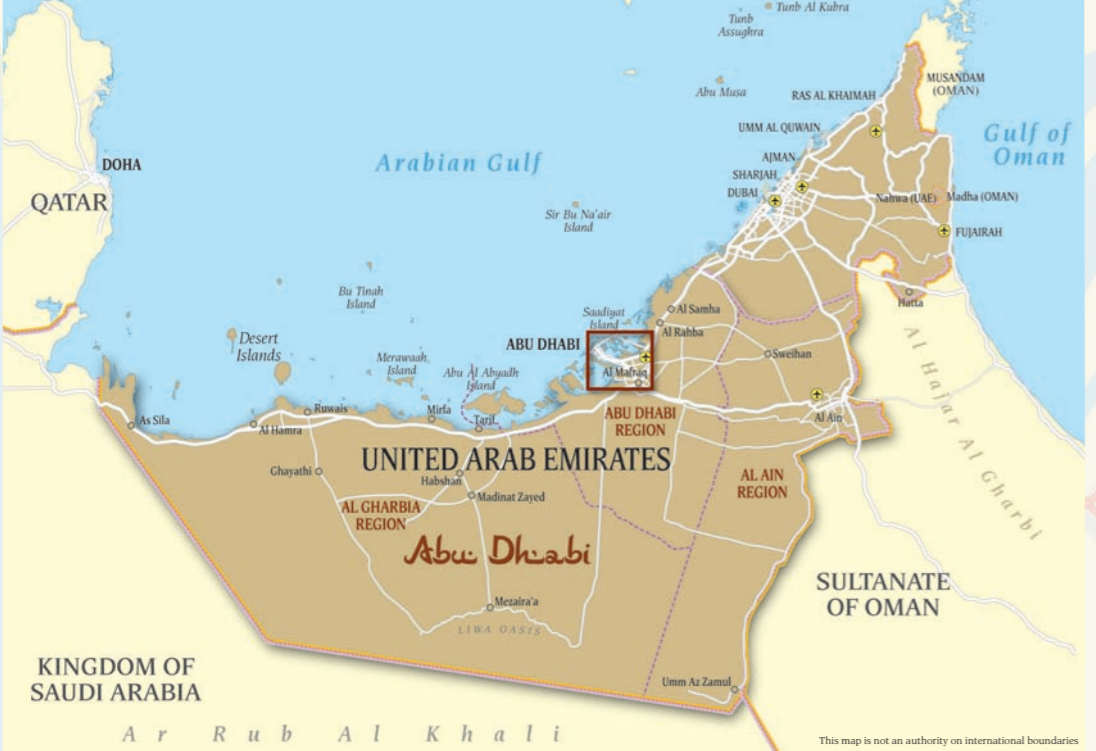 Tunb Al Kubra
Tunb
Assughra
Abu Musa
MUSANDAM
(OMAN)
RAS AL KHAIMAH
UMM AL QUWAIN
Gulf of
Oman
AJMAN
SHARJAH
DUBAI
Nahwa (UAE)
Madha (OMAN)
FUJAIRAH
Hatta
DOHA
QATAR
Arabian Gulf
Sir Bu Na'air
Island
Bu Tinah
Island
Desert
Islands
Merawaah
Island
Abu Al Abyadh
Island
Saadiyat
Island
ABU DHABI
Al Samha
Al Rahba
Al Mafraq
Sweihan
Al Ain
As Sila
Al Hamra
Ruwais
Mirfa
Tarif
ABU DHABI
REGION
UNITED ARAB EMIRATES
Ghayathi
Habshan
Madinat Zayed
AL GHARBIA
REGION
AL AIN
REGION
Abu Dhabi
Mezaira'a
LIWA OASIS
Al Hajar Al Gharbi
SULTANATE
OF OMAN
KINGDOM OF
SAUDI ARABIA
Umm Az Zamul
Ar Rub Al Khali
This map is not an authority on international boundaries